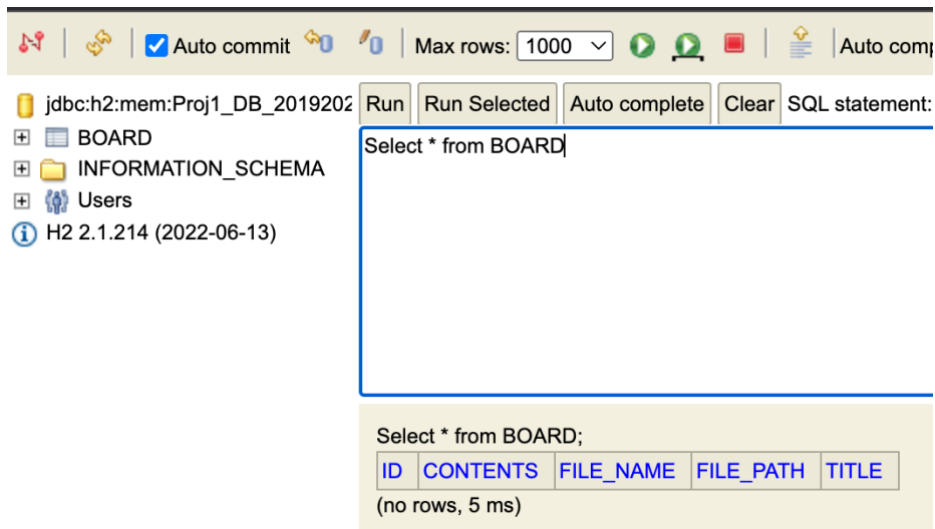 Auto commit Max rows: 1000 Auto comp
jdbc:h2:mem:Proj1_DB_2019202
BOARD
INFORMATION_SCHEMA
Users
H2 2.1.214 (2022-06-13)
Run Run Selected Auto complete Clear SQL statement:
Select * from BOARD
Select * from BOARD;
ID CONTENTS FILE_NAME FILE_PATH TITLE
(no rows, 5 ms)